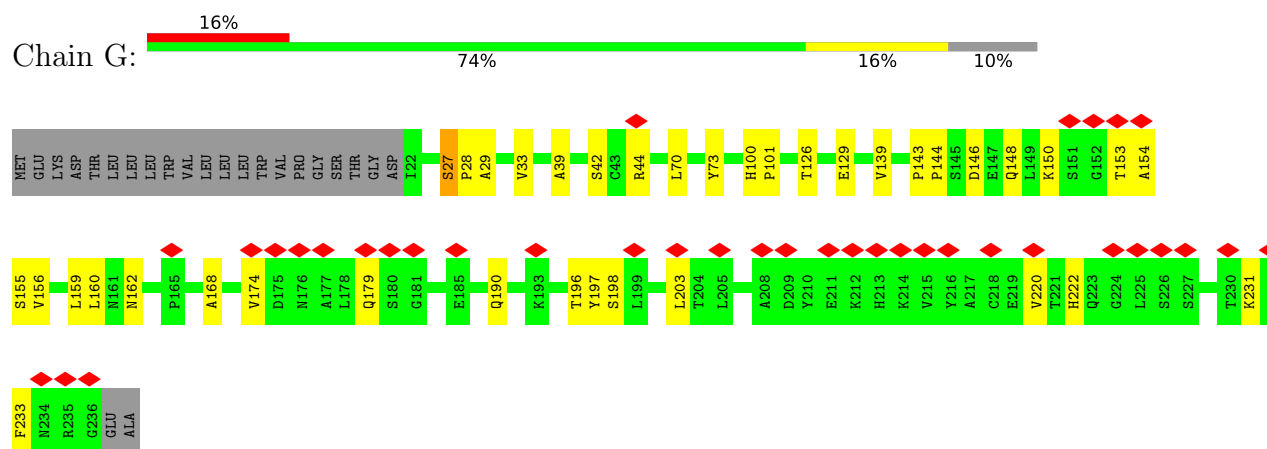 16%
Chain G:
74% 16% 10%
MET GLU LYS ASP THR LEU LEU LEU TRP VAL LEU LEU LEU TRP VAL PRO GLY SER THR GLY ASP I22 S27 P28 A29 V33 A39 S42 C43 R44 L70 Y73 H100 P101 T126 E129 V139 P143 P144 S145 D146 E147 Q148 L149 K150 S151 G152 T153 A154
S155 V156 L159 L160 N161 N162 P165 A168 V174 D175 N176 A177 L178 Q179 S180 G181 E185 Q190 K193 T196 Y197 S198 L199 L203 T204 L205 A208 D209 Y210 E211 K212 H213 K214 V215 Y216 A217 C218 E219 V220 T221 H222 Q223 G224 L225 S226 S227 T230 K231
F233 N234 R235 G236 GLU ALA